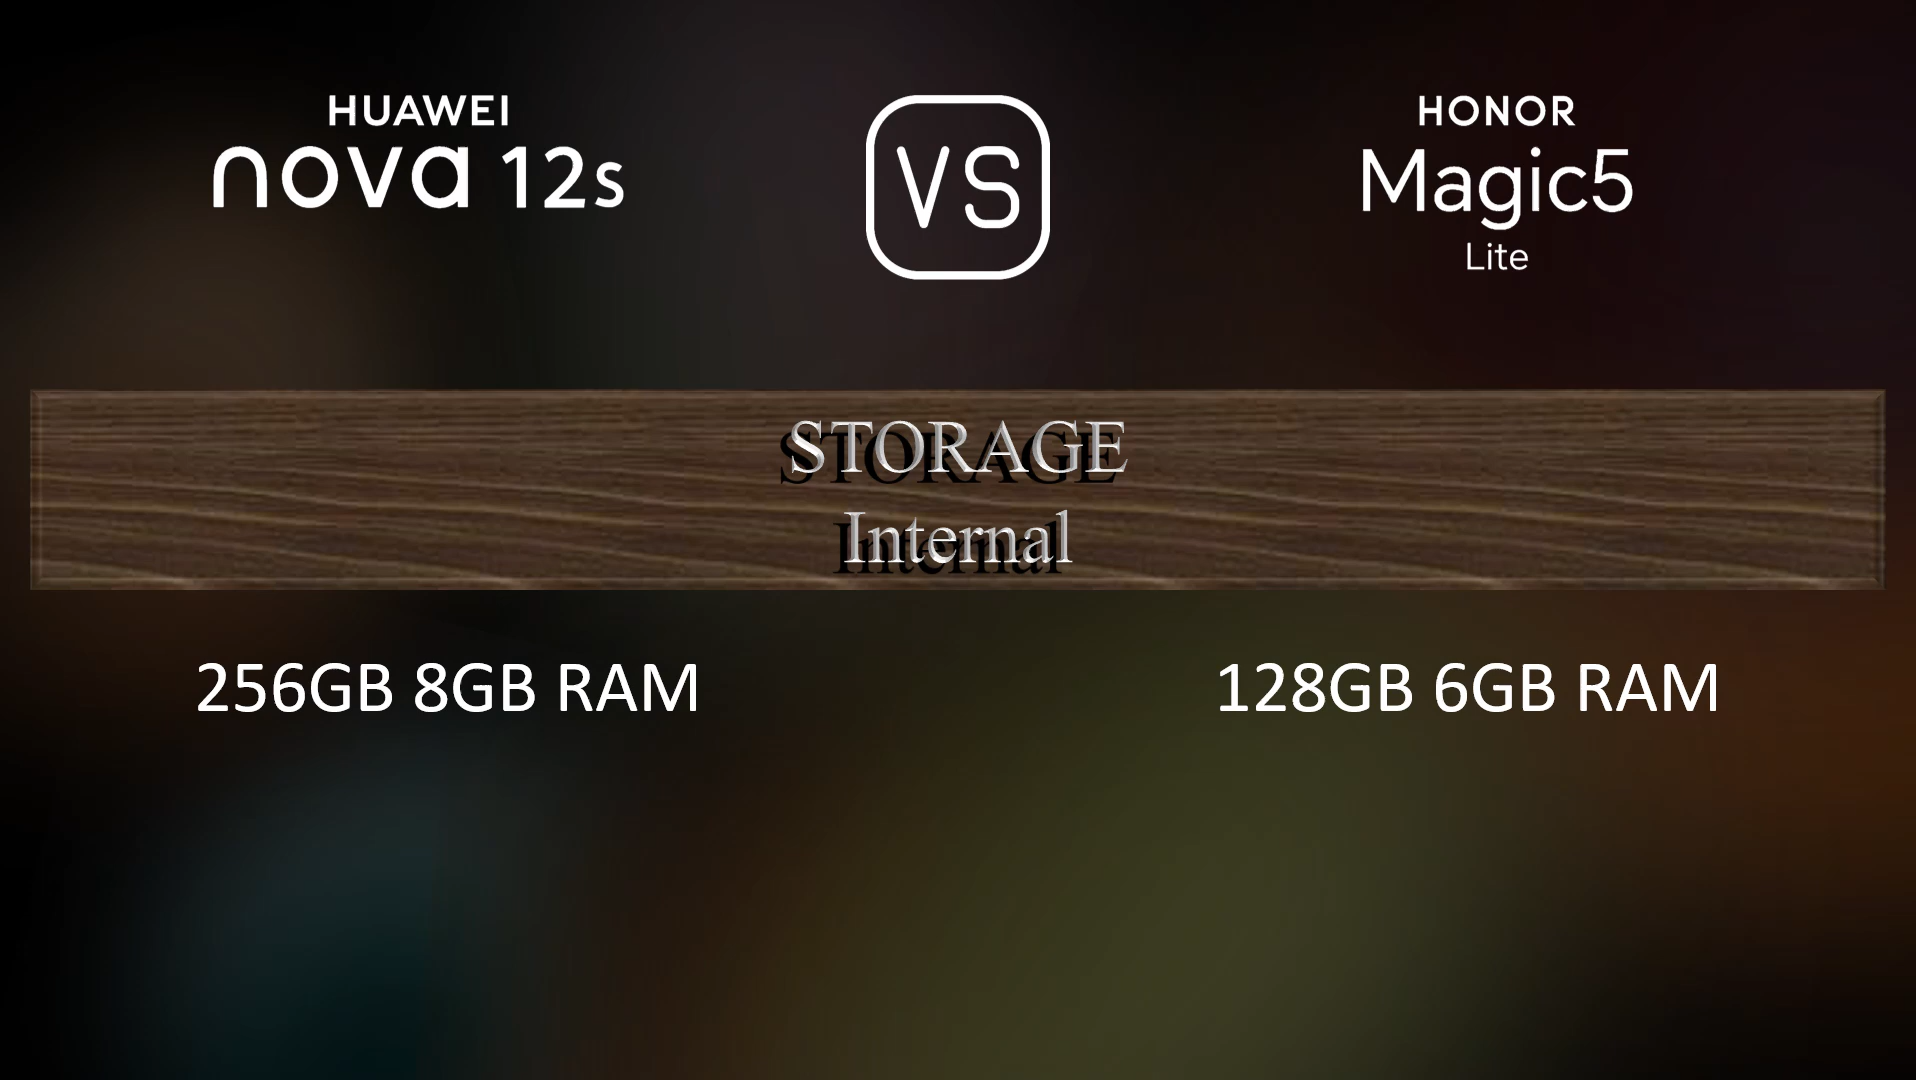 HUAWEI
nova 12s
VS
HONOR
Magic5
Lite
STORAGE
Internal
256GB 8GB RAM
128GB 6GB RAM